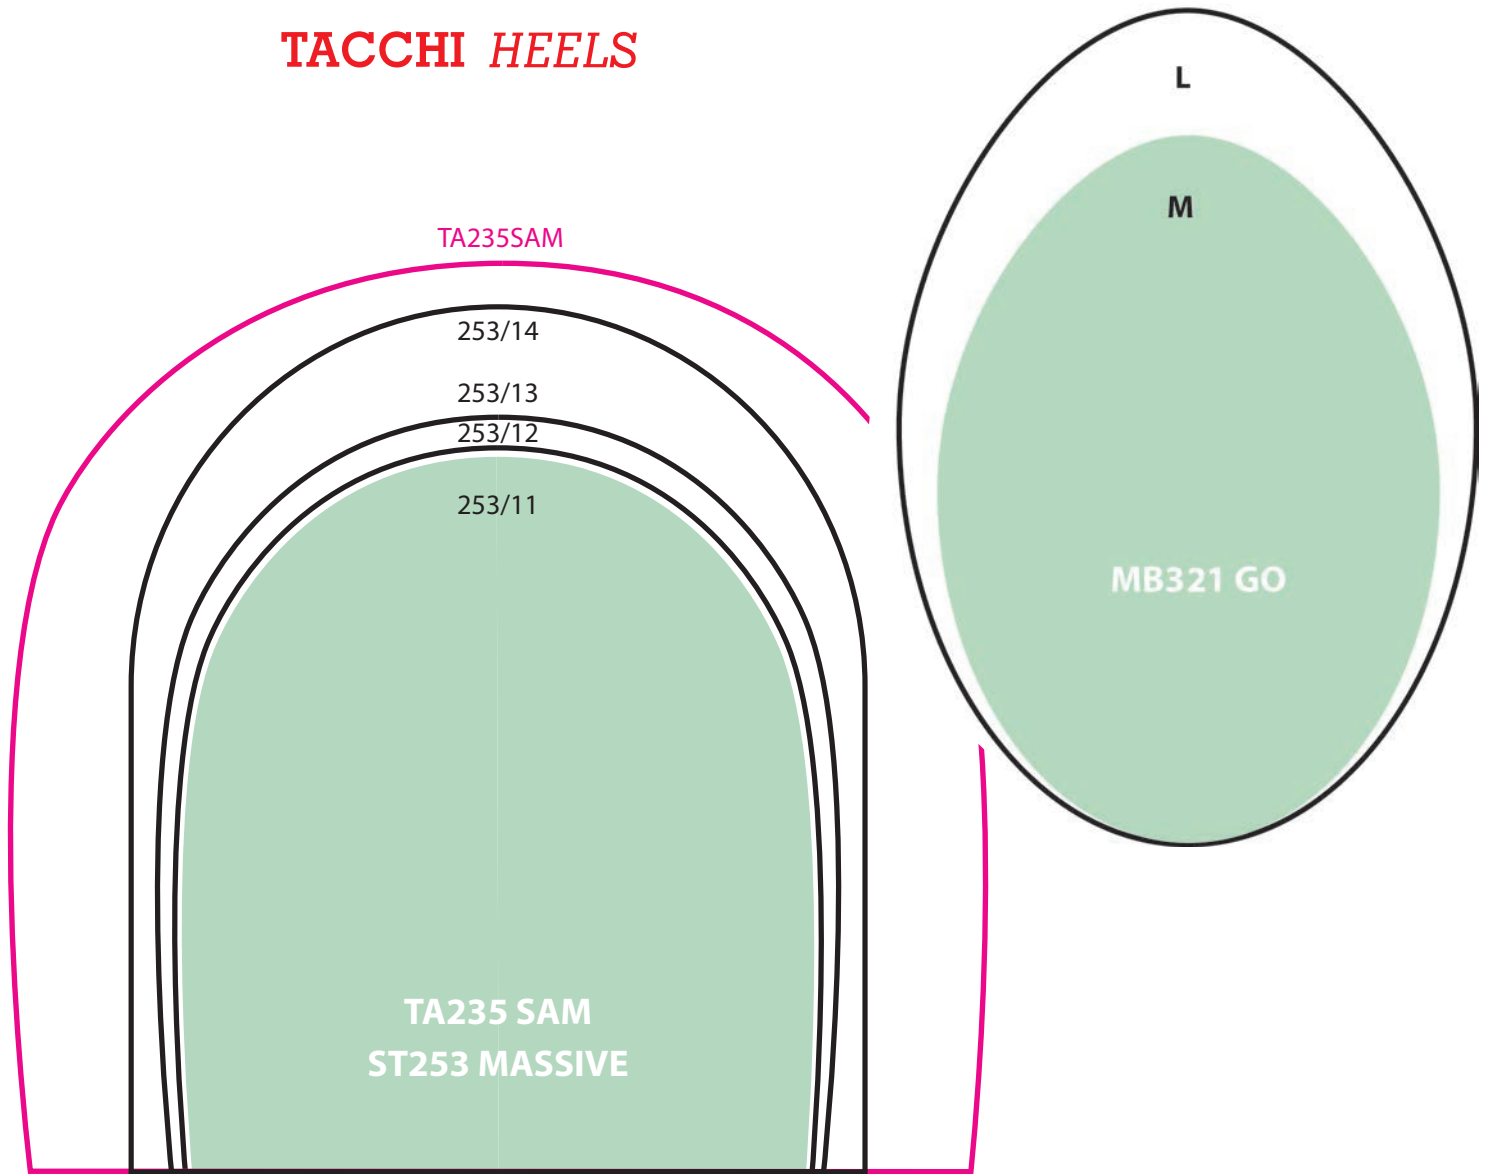 TACCHI HEELS
L
M
MB321 GO
TA235SAM
253/14
253/13
253/12
253/11
TA235 SAM
ST253 MASSIVE